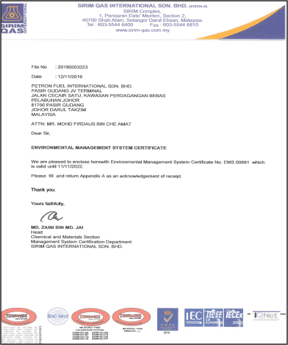 SIRIM QAS INTERNATIONAL SDN. BHD.
SIRIM Complex,
1, Persiaran Dato' Menteri, Section 2,
40700 Shah Alam, Selangor Darul Ehsan, Malaysia
Tel : 603-5544 6400 Fax : 603-5544 6810
www.sirim-qas.com.my
SIRIM
QAS
File No : 20190203223
Date : 12/11/2019
PETRON FUEL INTERNATIONAL SDN. BHD.
PASIR GUDANG JV TERMINAL
JALAN CECAIR SATU, KAWASAN PERDAGANGAN BEBAS
PELABUHAN JOHOR
81700 PASIR GUDANG
JOHOR DARUL TAKZIM
MALAYSIA
ATTN: MR. MOHD FIRDAUS BIN CHE AMAT
Dear Sir,
ENVIRONMENTAL MANAGEMENT SYSTEM CERTIFICATE
We are pleased to enclose herewith Environmental Management System Certificate No. EMS 00881 which
is valid until 11/11/2022.
Please fill and return Appendix A as an acknowledgement of receipt.
Thank you.
Yours faithfully,
MD. ZAINI BIN MD. JAI
Head
Chemical and Materials Section
Management System Certification Department
SIRIM QAS INTERNATIONAL SDN. BHD.
IEC IECEE IECEx IQNet